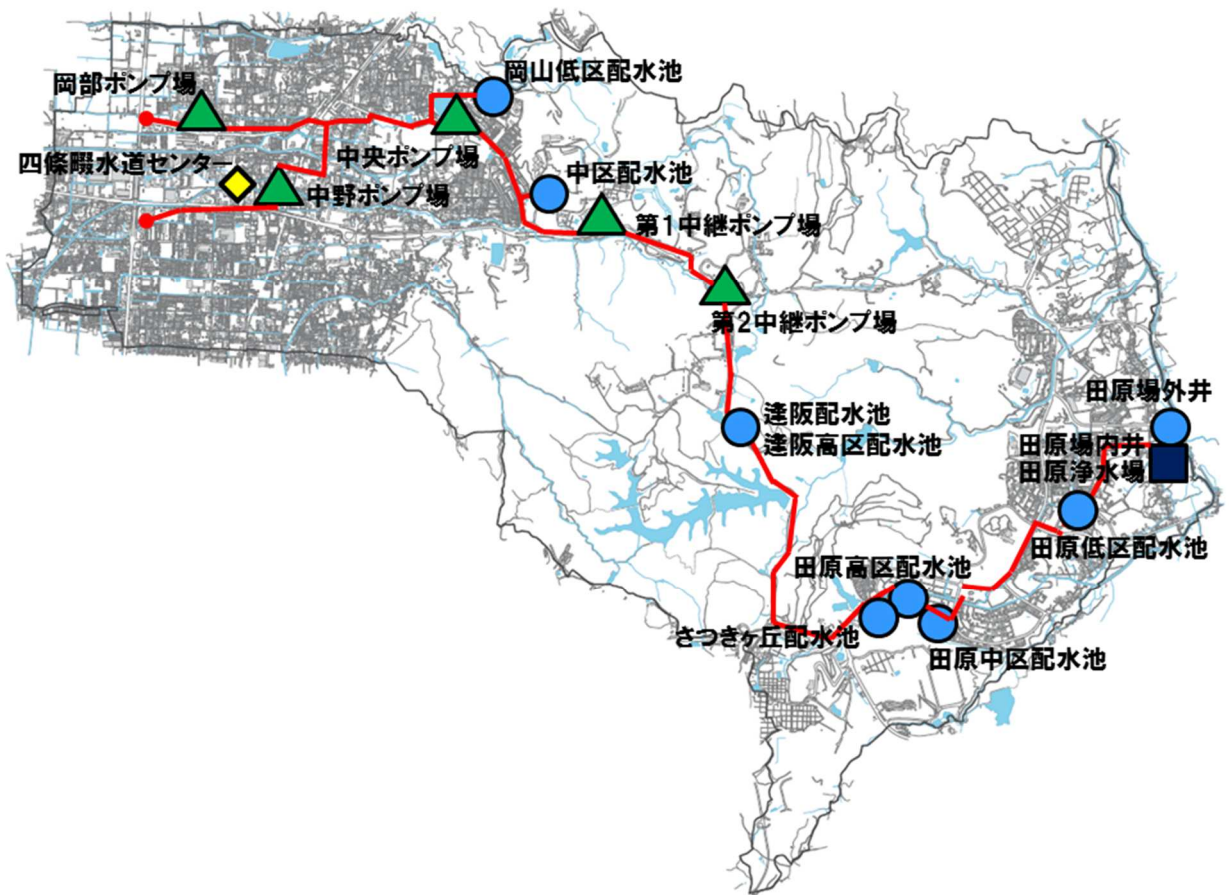 岡山低区配水池
岡部ポンプ場
中央ポンプ場
四條畷水道センター
中区配水池
中野ポンプ場
第1中継ポンプ場
第2中継ポンプ場
田原場外井
逢阪配水池
逢阪高区配水池
田原場内井
田原浄水場
田原低区配水池
田原高区配水池
さつきヶ丘配水池
田原中区配水池